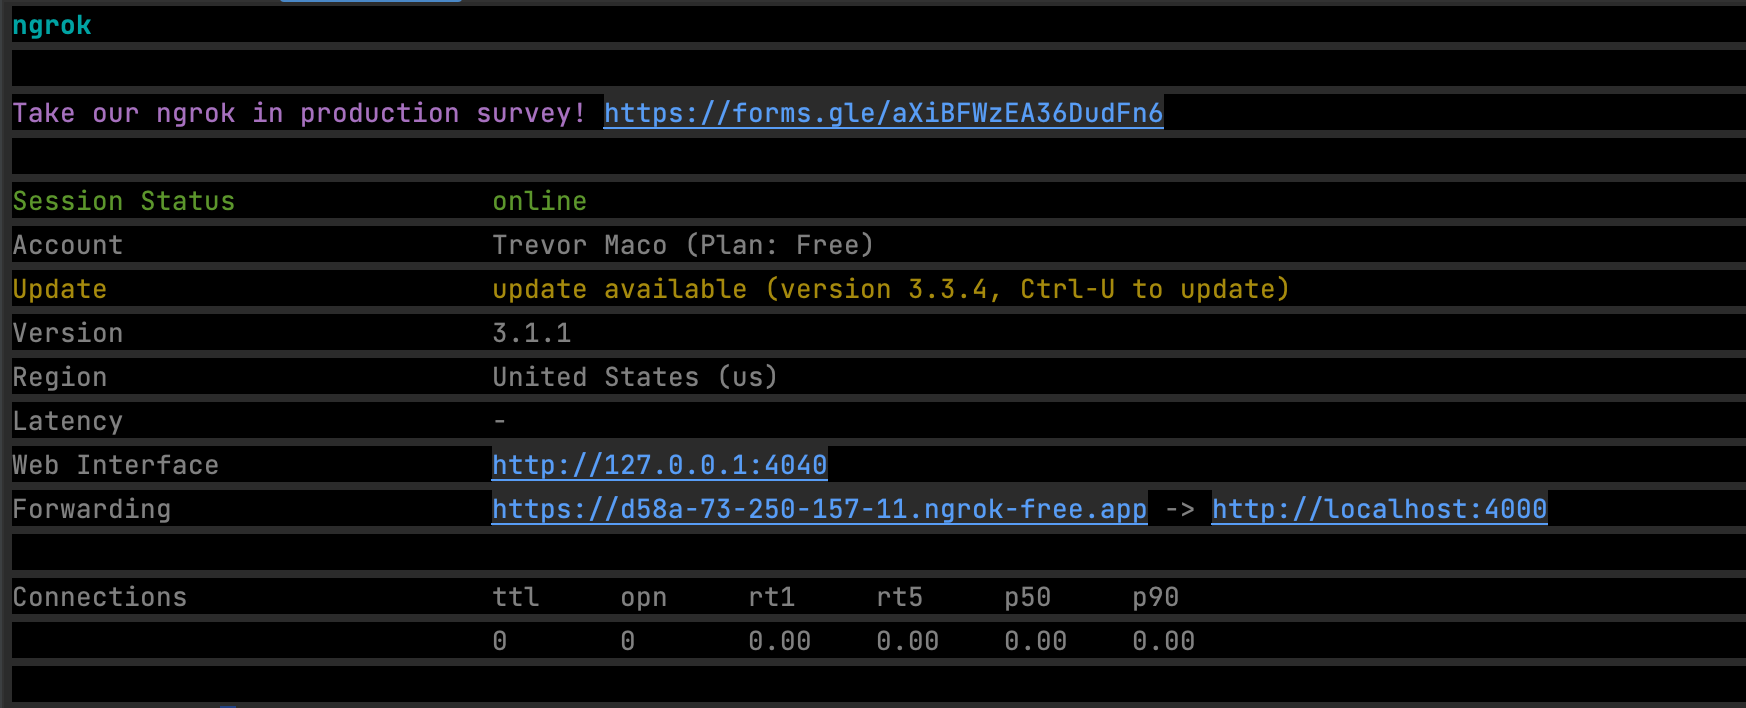 ngrok
Take our ngrok in production survey! https://forms.gle/aXiBFWzEA36DudFn6
Session Status online
Account Trevor Maco (Plan: Free)
Update update available (version 3.3.4, Ctrl-U to update)
Version 3.1.1
Region United States (us)
Latency -
Web Interface http://127.0.0.1:4040
Forwarding https://d58a-73-250-157-11.ngrok-free.app -> http://localhost:4000
Connections ttl opn rt1 rt5 p50 p90
0 0 0.00 0.00 0.00 0.00